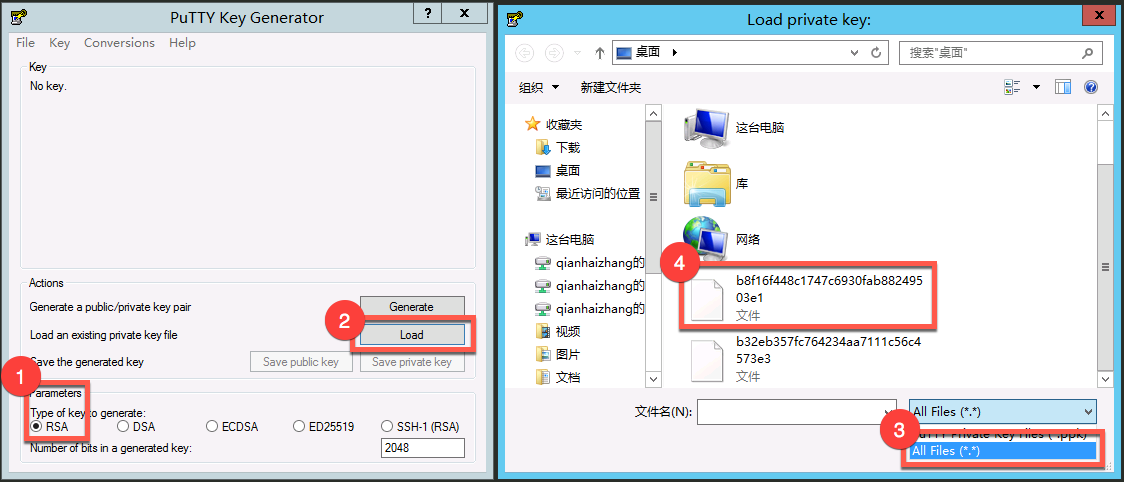 PuTTY Key Generator
? X
File Key Conversions Help
Key
No key.
Actions
Generate a public/private key pair
Generate
2
Load an existing private key file
Load
Save the generated key
Save public key
Save private key
1
Parameters
Type of key to generate:
RSA
DSA
ECDSA
ED25519
SSH-1 (RSA)
Number of bits in a generated key:
2048
Load private key:
X
桌面
搜索"桌面"
组织
新建文件夹
?
收藏夹
下载
桌面
最近访问的位置
这台电脑
qianhaizhang的
qianhaizhang的
qianhaizhang的
视频
图片
文档
这台电脑
库
网络
4
b8f16f448c1747c6930fab882495
03e1
文件
b32eb357fc764234aa7111c56c4
573e3
文件
文件名(N):
All Files (*.*)
3
PuTTY Private Key Files (*.ppk)
All Files (*.*)